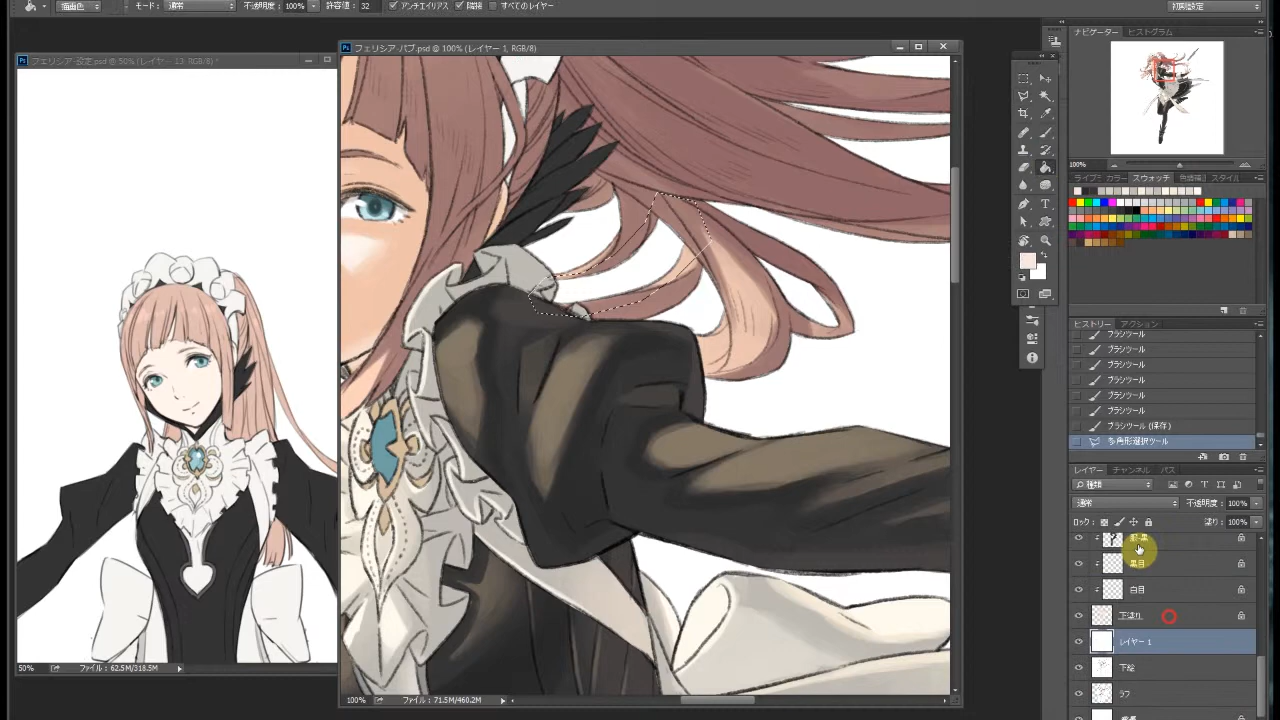 描画色
モード:
通常
不透明度:
100%
許容値:
32
アンチエイリアス
隣接
すべてのレイヤー
初期設定
フェリシア-設定.psd @ 50% (レイヤー 13, RGB/8) *
フェリシア-パブ.psd @ 100% (レイヤー 1, RGB/8)
ナビゲーター
ヒストグラム
100%
カラー
スウォッチ
スタイル
ヒストリー
アクション
ブラシツール
ブラシツール
ブラシツール
ブラシツール
ブラシツール
ブラシツール
ブラシツール (保存)
多角形選択ツール
レイヤー
チャンネル
パス
種類
通常
不透明度:
100%
ロック:
塗り:
100%
黒目
白目
下塗り
レイヤー 1
下絵
ラフ
50%
ファイル : 62.5M/318.5M
100%
ファイル : 71.5M/460.2M